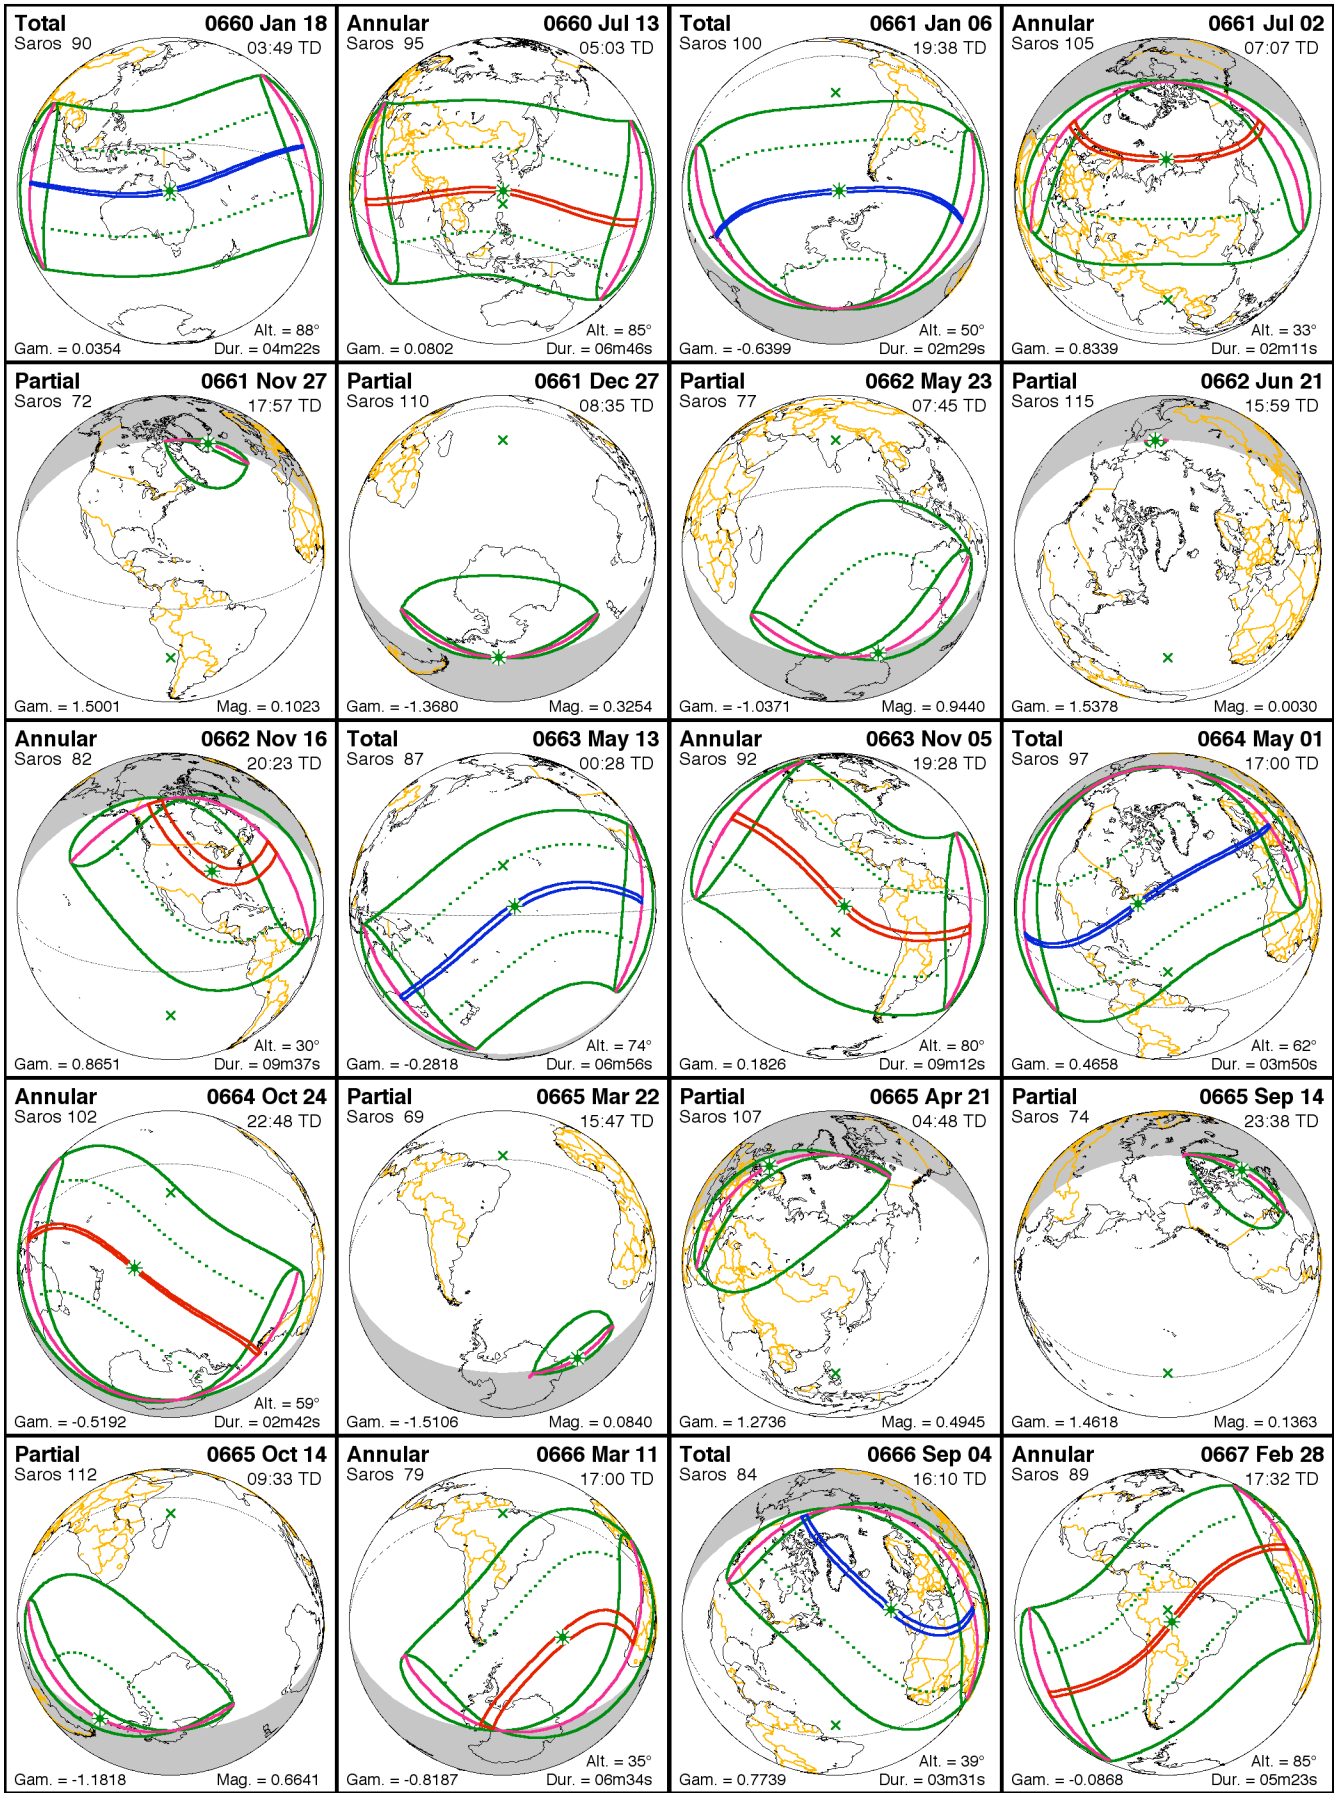 Total 0660 Jan 18
Saros 90 03:49 TD
Alt. = 88°
Gam. = 0.0354 Dur. = 04m22s
Annular 0660 Jul 13
Saros 95 05:03 TD
Alt. = 85°
Gam. = 0.0802 Dur. = 06m46s
Total 0661 Jan 06
Saros 100 19:38 TD
Alt. = 50°
Gam. = -0.6399 Dur. = 02m29s
Annular 0661 Jul 02
Saros 105 07:07 TD
Alt. = 33°
Gam. = 0.8339 Dur. = 02m11s
Partial 0661 Nov 27
Saros 72 17:57 TD
Gam. = 1.5001 Mag. = 0.1023
Partial 0661 Dec 27
Saros 110 08:35 TD
Gam. = -1.3680 Mag. = 0.3254
Partial 0662 May 23
Saros 77 07:45 TD
Gam. = -1.0371 Mag. = 0.9440
Partial 0662 Jun 21
Saros 115 15:59 TD
Gam. = 1.5378 Mag. = 0.0030
Annular 0662 Nov 16
Saros 82 20:23 TD
Alt. = 30°
Gam. = 0.8651 Dur. = 09m37s
Total 0663 May 13
Saros 87 00:28 TD
Alt. = 74°
Gam. = -0.2818 Dur. = 06m56s
Annular 0663 Nov 05
Saros 92 19:28 TD
Alt. = 80°
Gam. = 0.1826 Dur. = 09m12s
Total 0664 May 01
Saros 97 17:00 TD
Alt. = 62°
Gam. = 0.4658 Dur. = 03m50s
Annular 0664 Oct 24
Saros 102 22:48 TD
Alt. = 59°
Gam. = -0.5192 Dur. = 02m42s
Partial 0665 Mar 22
Saros 69 15:47 TD
Gam. = -1.5106 Mag. = 0.0840
Partial 0665 Apr 21
Saros 107 04:48 TD
Gam. = 1.2736 Mag. = 0.4945
Partial 0665 Sep 14
Saros 74 23:38 TD
Gam. = 1.4618 Mag. = 0.1363
Partial 0665 Oct 14
Saros 112 09:33 TD
Gam. = -1.1818 Mag. = 0.6641
Annular 0666 Mar 11
Saros 79 17:00 TD
Alt. = 35°
Gam. = -0.8187 Dur. = 06m34s
Total 0666 Sep 04
Saros 84 16:10 TD
Alt. = 39°
Gam. = 0.7739 Dur. = 03m31s
Annular 0667 Feb 28
Saros 89 17:32 TD
Alt. = 85°
Gam. = -0.0868 Dur. = 05m23s